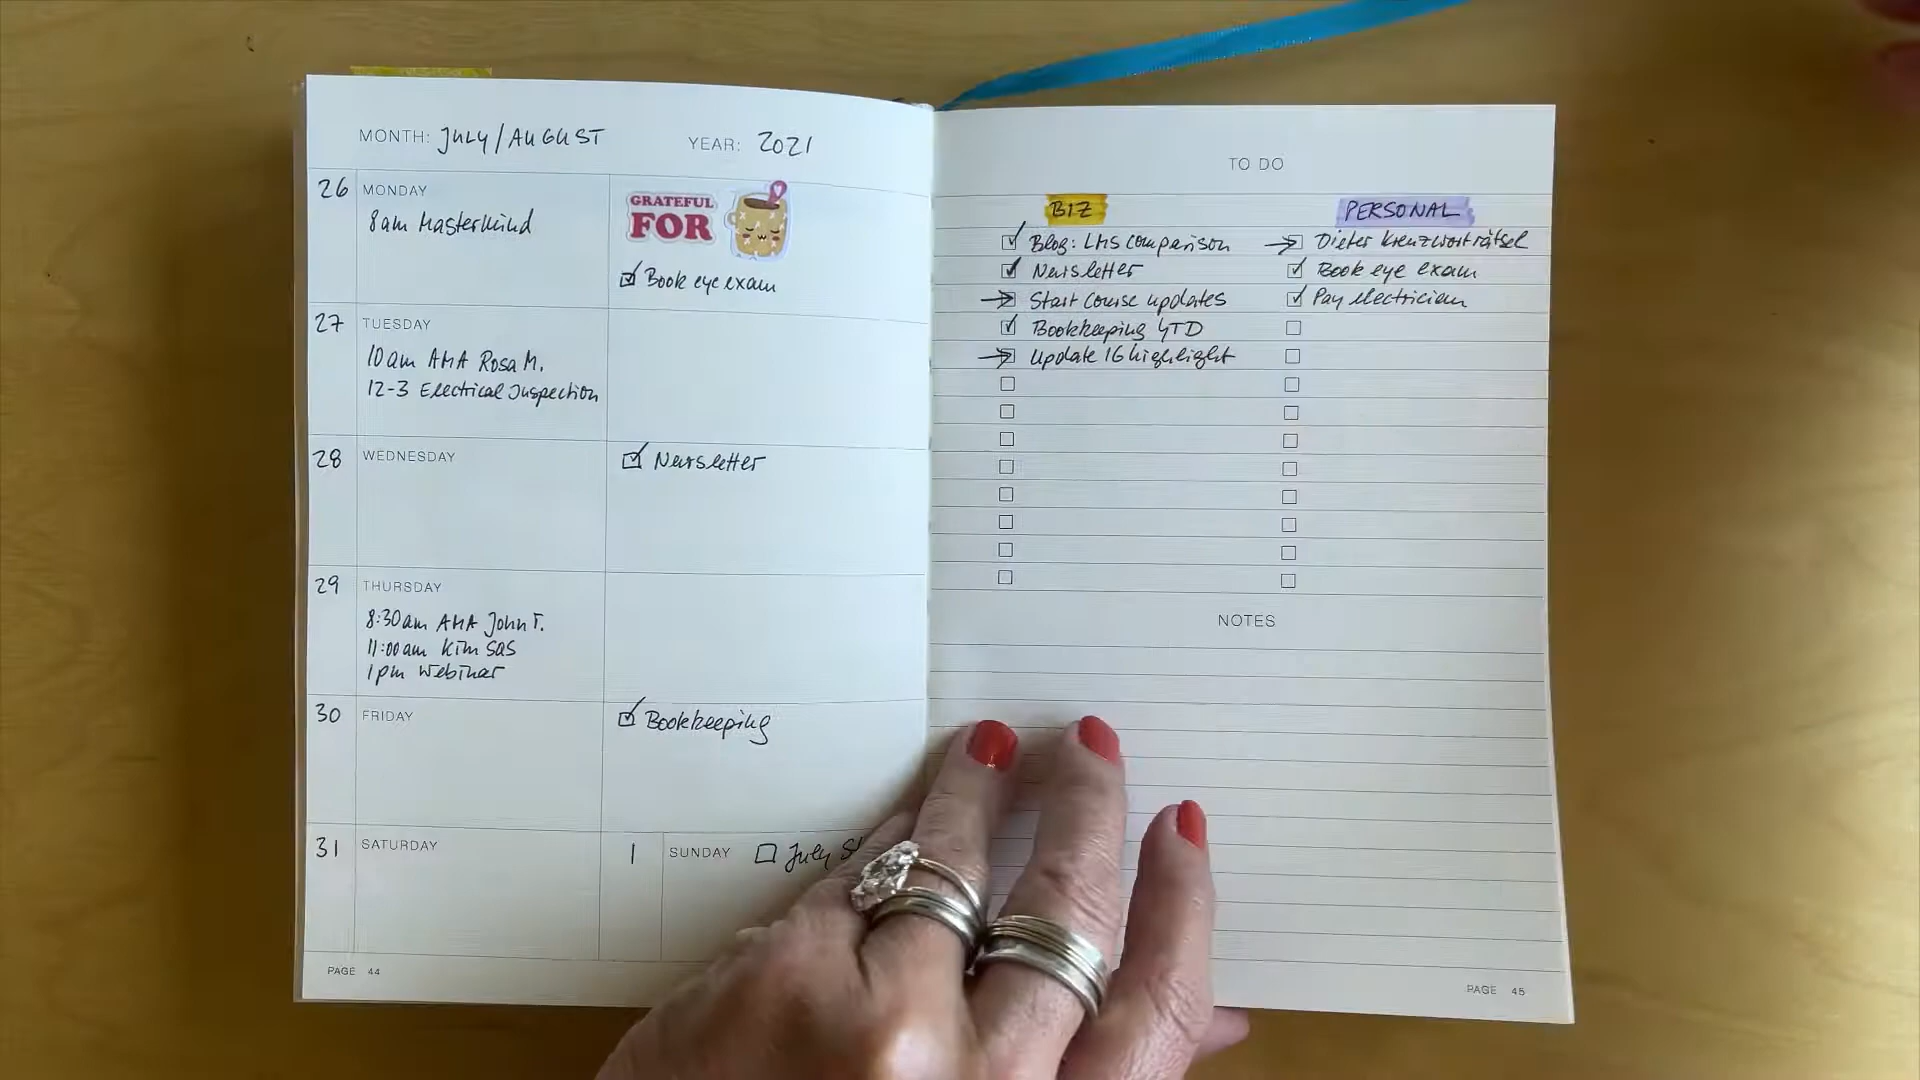 MONTH: JULY/AUGUST YEAR: 2021
26 MONDAY
8am Mastermind
GRATEFUL
FOR
Book eye exam
27 TUESDAY
10am AMA Rosa M.
12-3 Electrical Inspection
28 WEDNESDAY
Newsletter
29 THURSDAY
8:30am AMA John T.
11:00am Kim SAS
1pm Webinar
30 FRIDAY
Bookkeeping
31 SATURDAY
1 SUNDAY July
PAGE 44
TO DO
BIZ
Blog: LMS comparison
Newsletter
Start course updates
Bookkeeping YTD
Update IG highlight
PERSONAL
Dieter Kreuzworträtsel
Book eye exam
Pay electrician
NOTES
PAGE 45